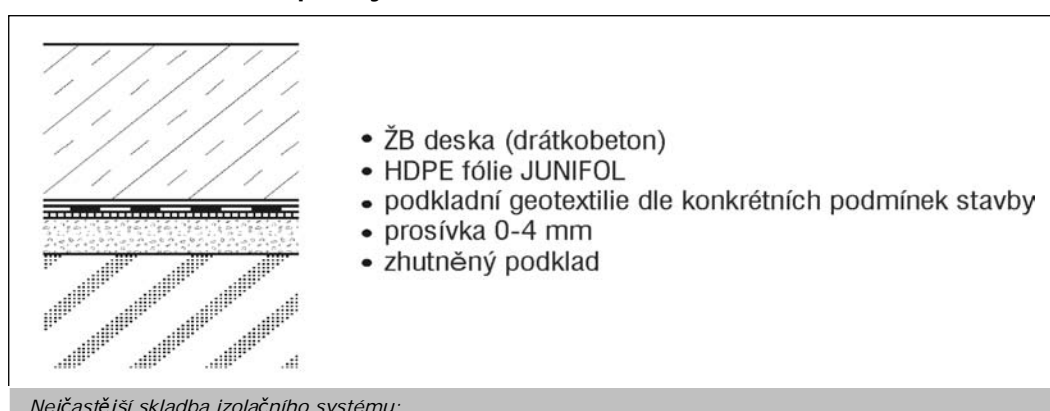 • ŽB deska (drátkobeton)
• HDPE fólie JUNIFOL
• podkladní geotextilie dle konkrétních podmínek stavby
• prosívka 0-4 mm
• zhutněný podklad
Nejčastější skladba izolačního systému: